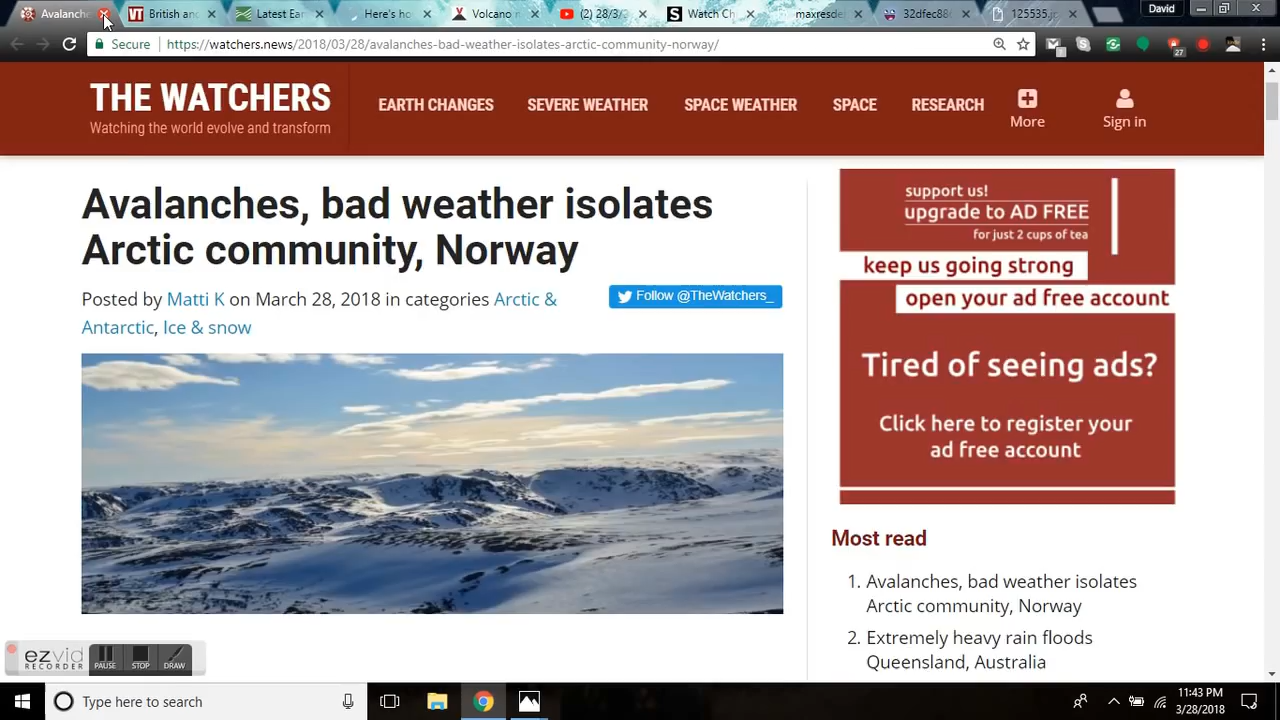 Avalanche
British and
Latest Ea
Here's ho
Volcano
(2) 28/3/
Watch Ch
maxresde
32dfec88
125535.j
David
Secure
https://watchers.news/2018/03/28/avalanches-bad-weather-isolates-arctic-community-norway/
1
27
THE WATCHERS
Watching the world evolve and transform
EARTH CHANGES
SEVERE WEATHER
SPACE WEATHER
SPACE
RESEARCH
More
Sign in
Avalanches, bad weather isolates
Arctic community, Norway
Posted by Matti K on March 28, 2018 in categories Arctic &
Antarctic, Ice & snow
Follow @TheWatchers_
support us!
upgrade to AD FREE
for just 2 cups of tea
keep us going strong
open your ad free account
Tired of seeing ads?
Click here to register your
ad free account
Most read
1. Avalanches, bad weather isolates
Arctic community, Norway
2. Extremely heavy rain floods
Queensland, Australia
ezvid
RECORDER
PAUSE
STOP
DRAW
Type here to search
11:43 PM
3/28/2018